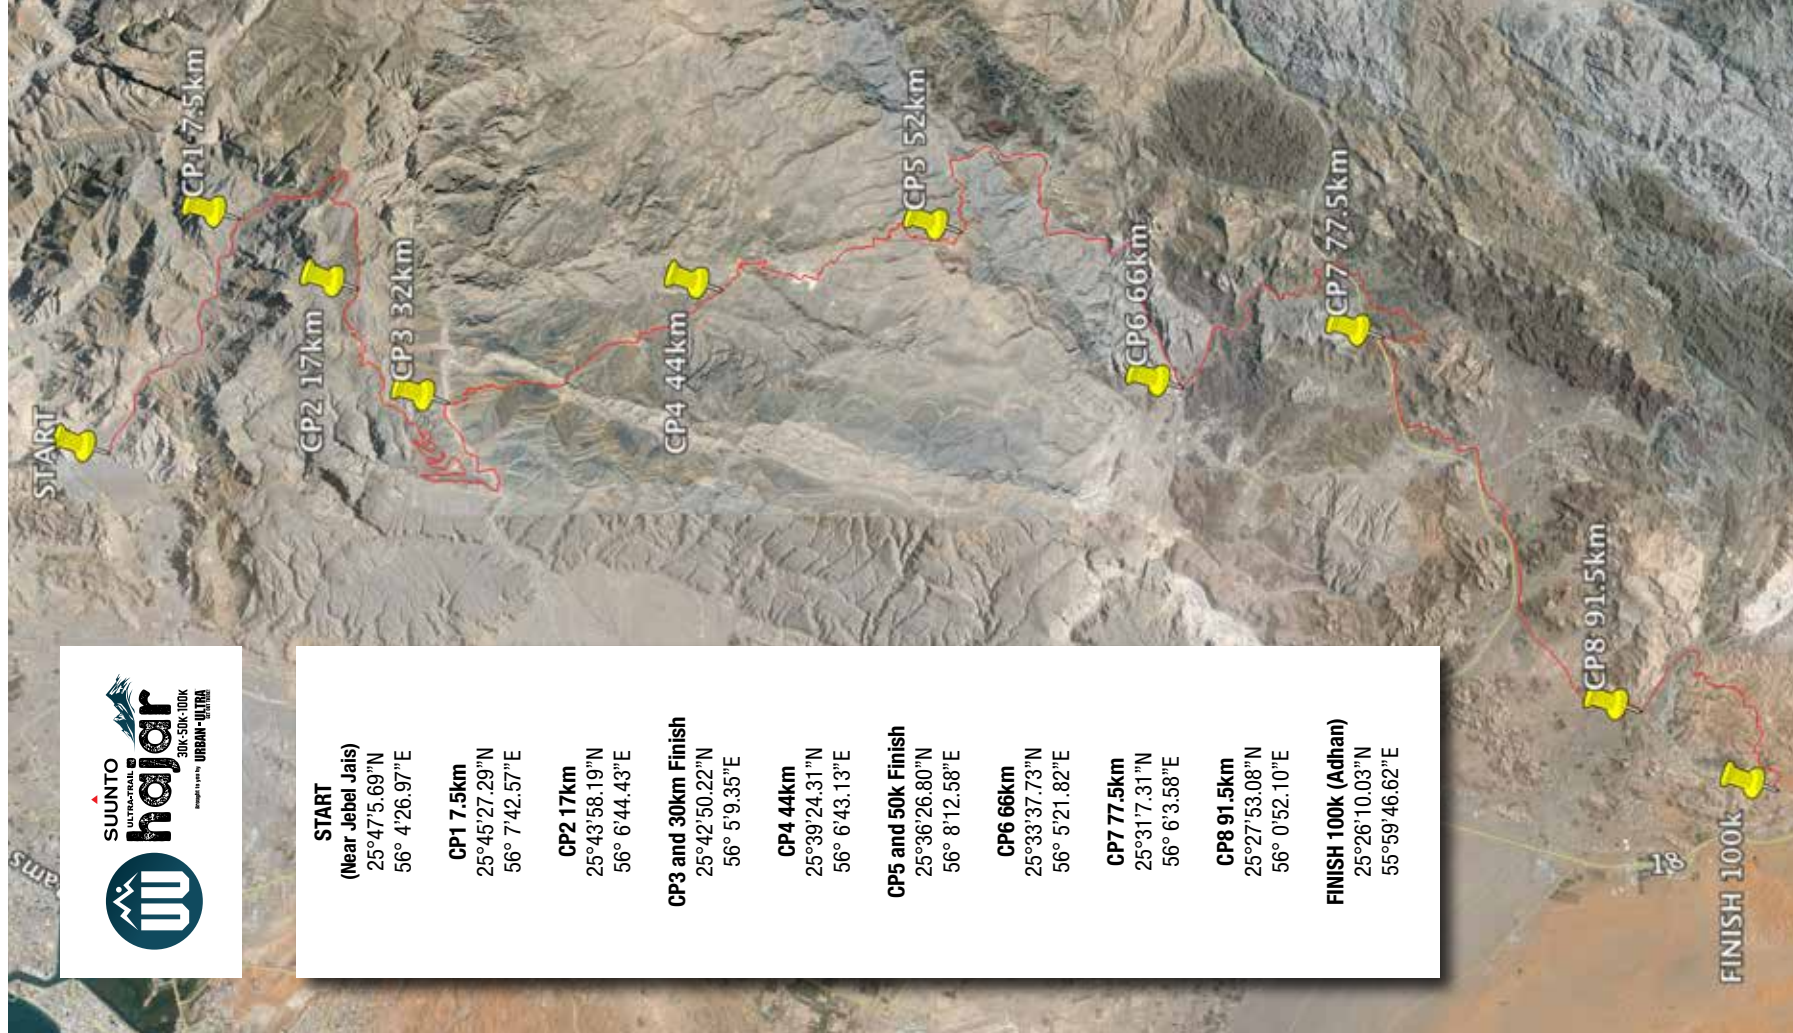 SUUNTO
ULTRA-TRAIL
hajar
30K-50K-100K
Brought to you by URBAN-ULTRA
UU
START
(Near Jebel Jais)
25°47'5.69”N
56° 4'26.97”E
CP1 7.5km
25°45'27.29”N
56° 7'42.57”E
CP2 17km
25°43'58.19”N
56° 6'44.43”E
CP3 and 30km Finish
25°42'50.22”N
56° 5'9.35”E
CP4 44km
25°39'24.31”N
56° 6'43.13”E
CP5 and 50k Finish
25°36'26.80”N
56° 8'12.58”E
CP6 66km
25°33'37.73”N
56° 5'21.82”E
CP7 77.5km
25°31'7.31”N
56° 6'3.58”E
CP8 91.5km
25°27'53.08”N
56° 0'52.10”E
FINISH 100k (Adhan)
25°26'10.03”N
55°59'46.62”E
START
CP1 7.5km
CP2 17km
CP3 32km
CP4 44km
CP5 52km
CP6 66km
CP7 77.5km
CP8 91.5km
FINISH 100k
18